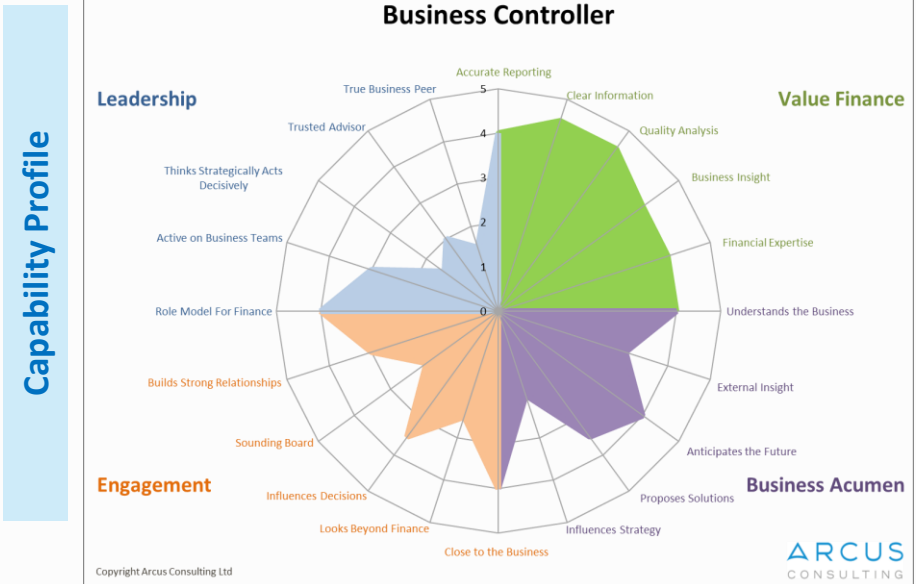 Capability Profile
Business Controller
Leadership
Value Finance
Accurate Reporting
Clear Information
Quality Analysis
Business Insight
Financial Expertise
Understands the Business
External Insight
Anticipates the Future
Proposes Solutions
Business Acumen
Influences Strategy
Close to the Business
Looks Beyond Finance
Influences Decisions
Engagement
Sounding Board
Builds Strong Relationships
Role Model For Finance
Active on Business Teams
Thinks Strategically Acts
Decisively
Trusted Advisor
True Business Peer
5
4
3
2
1
0
Copyright Arcus Consulting Ltd
ARCUS
CONSULTING